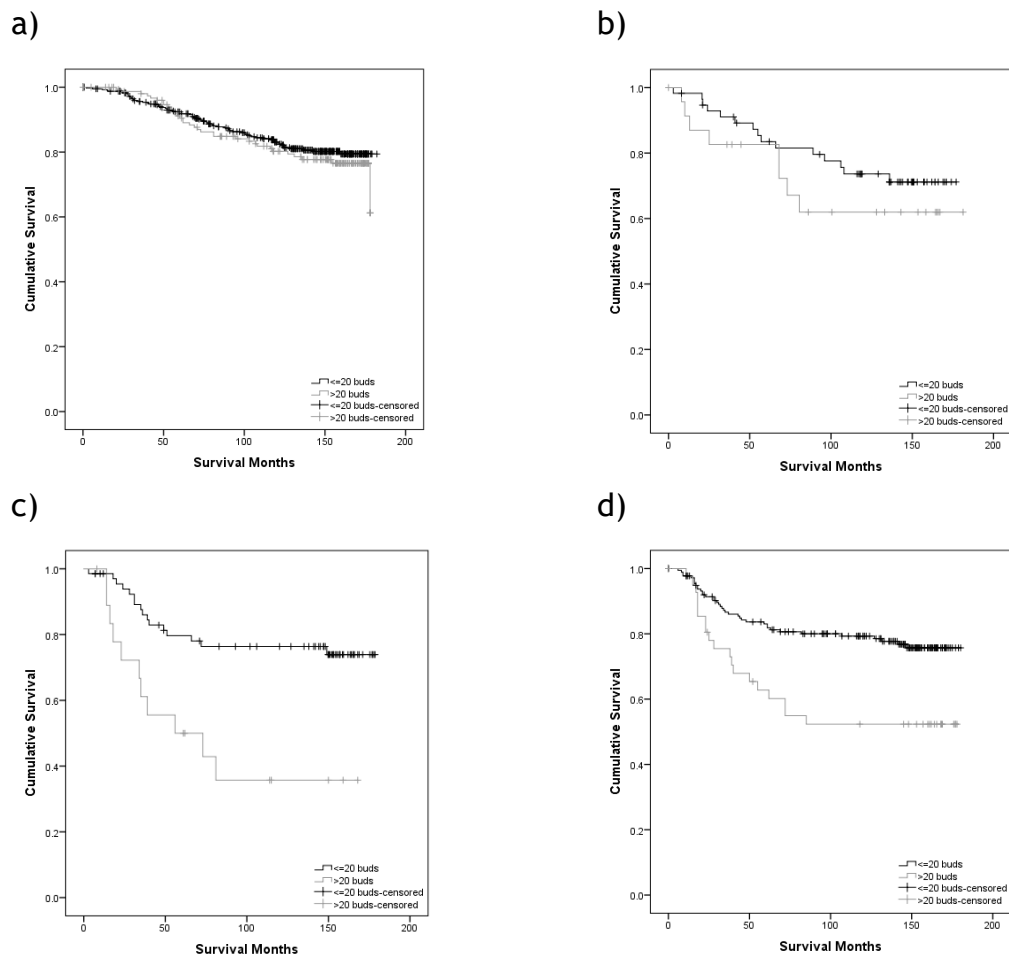 a)
1.0
0.8
0.6
0.4
0.2
0.0
Cumulative Survival
<=20 buds
>20 buds
<=20 buds-censored
>20 buds-censored
0 50 100 150 200
Survival Months
b)
1.0
0.8
0.6
0.4
0.2
0.0
Cumulative Survival
<=20 buds
>20 buds
<=20 buds-censored
>20 buds-censored
0 50 100 150 200
Survival Months
c)
1.0
0.8
0.6
0.4
0.2
0.0
Cumulative Survival
<=20 buds
>20 buds
<=20 buds-censored
>20 buds-censored
0 50 100 150 200
Survival Months
d)
1.0
0.8
0.6
0.4
0.2
0.0
Cumulative Survival
<=20 buds
>20 buds
<=20 buds-censored
>20 buds-censored
0 50 100 150 200
Survival Months